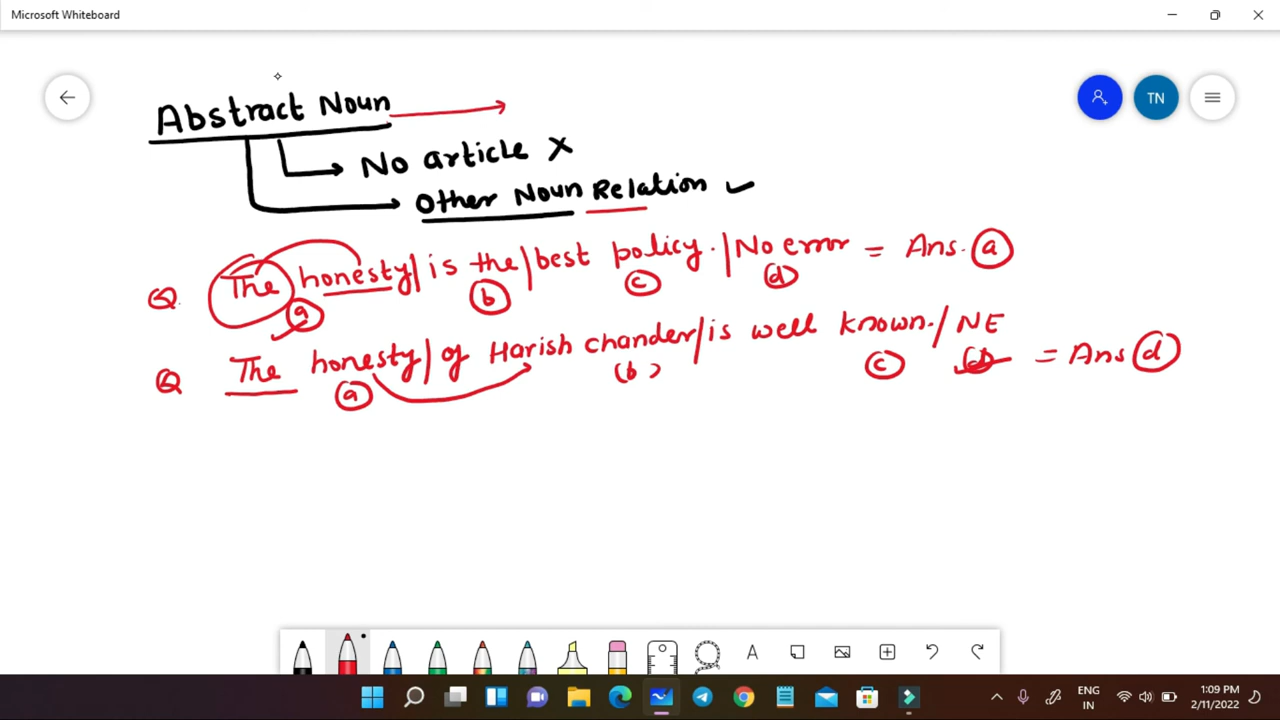 Microsoft Whiteboard
TN
Abstract Noun
No article X
Other Noun Relation
Q. The honesty/ is the/ best policy./ No error = Ans. a
a b c d
Q The honesty/ of Harish chander/ is well known./ NE
a (b) c d = Ans d
A
ENG
IN
1:09 PM
2/11/2022